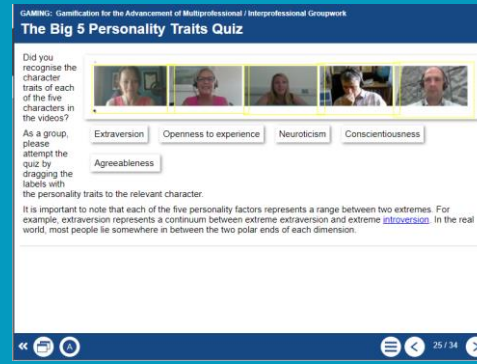 GAMING: Gamification for the Advancement of Multiprofessional / Interprofessional Groupwork
The Big 5 Personality Traits Quiz
Did you
recognise the
character
traits of each
of the five
characters in
the videos?
As a group,
please
attempt the
quiz by
dragging the
labels with
the personality traits to the relevant character.
Extraversion Openness to experience Neuroticism Conscientiousness
Agreeableness
It is important to note that each of the five personality factors represents a range between two extremes. For
example, extraversion represents a continuum between extreme extraversion and extreme introversion. In the real
world, most people lie somewhere in between the two polar ends of each dimension.
A
25 / 34